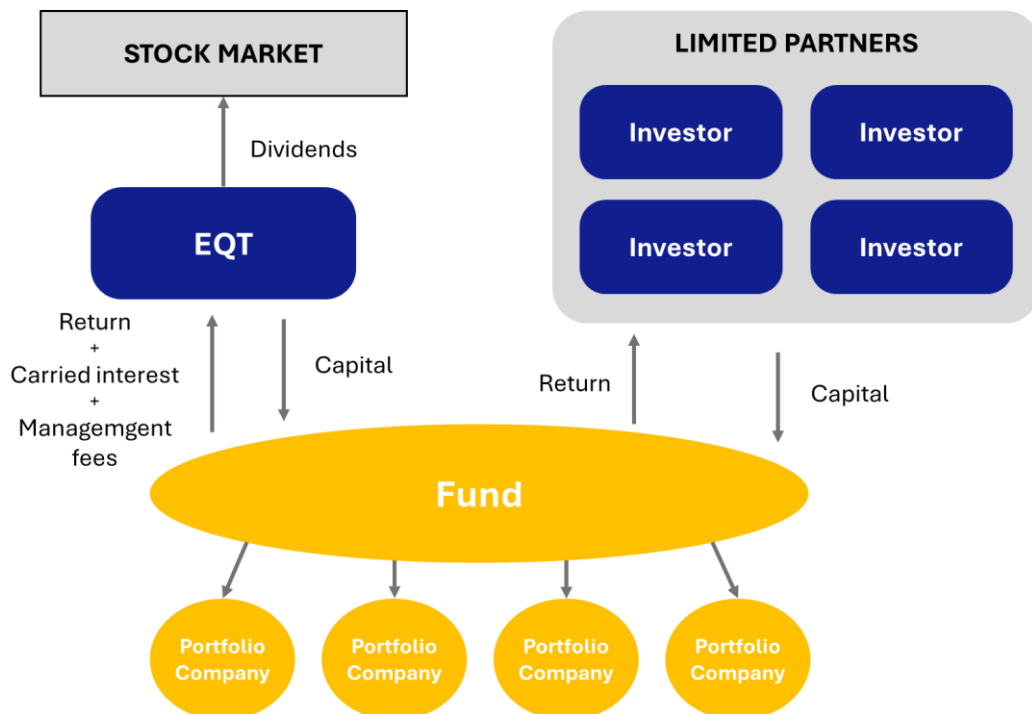 STOCK MARKET
Dividends
EQT
Return
+
Carried interest
+
Managemgent
fees
Capital
LIMITED PARTNERS
Investor
Investor
Investor
Investor
Return
Capital
Fund
Portfolio
Company
Portfolio
Company
Portfolio
Company
Portfolio
Company